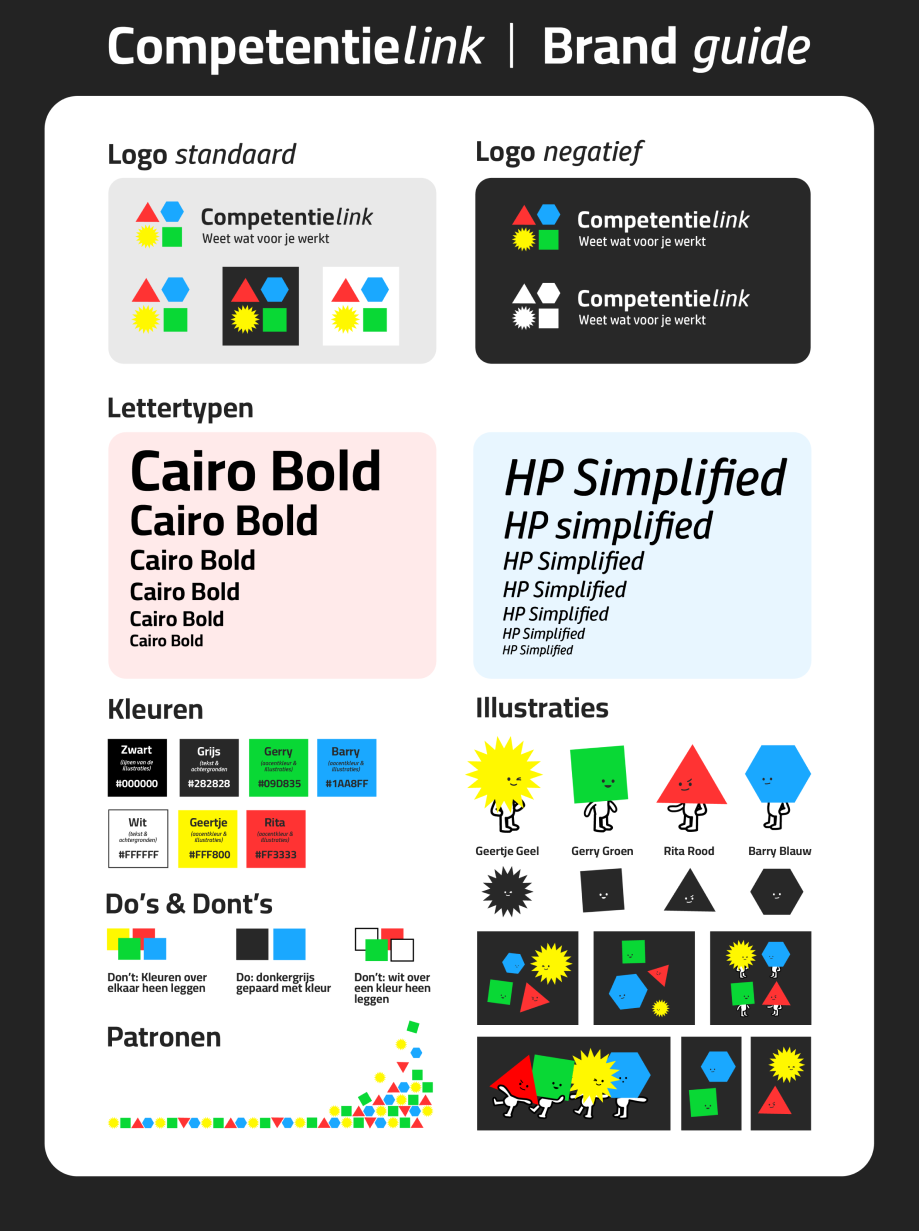 Competentielink | Brand guide
Logo standaard
Competentielink
Weet wat voor je werkt
Logo negatief
Competentielink
Weet wat voor je werkt
Competentielink
Weet wat voor je werkt
Lettertypen
Cairo Bold
Cairo Bold
Cairo Bold
Cairo Bold
Cairo Bold
Cairo Bold
HP Simplified
HP simplified
HP Simplified
HP Simplified
HP Simplified
HP Simplified
HP Simplified
Kleuren
Zwart
(lijnen van de
illustraties)
#000000
Grijs
(tekst &
achtergronden
#282828
Gerry
(accentkleur &
illustraties)
#09D835
Barry
(accentkleur &
illustraties)
#1AA8FF
Wit
(tekst &
achtergronden)
#FFFFFF
Geertje
(accentkleur &
illustraties)
#FFF800
Rita
(accentkleur &
illustraties)
#FF3333
Illustraties
Geertje Geel
Gerry Groen
Rita Rood
Barry Blauw
Do's & Dont's
Don't: Kleuren over
elkaar heen leggen
Do: donkergrijs
gepaard met kleur
Don't: wit over
een kleur heen
leggen
Patronen